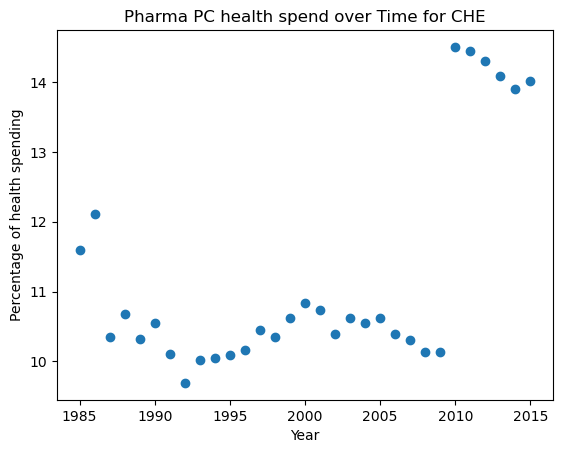 Pharma PC health spend over Time for CHE
Percentage of health spending
14
13
12
11
10
1985 1990 1995 2000 2005 2010 2015
Year